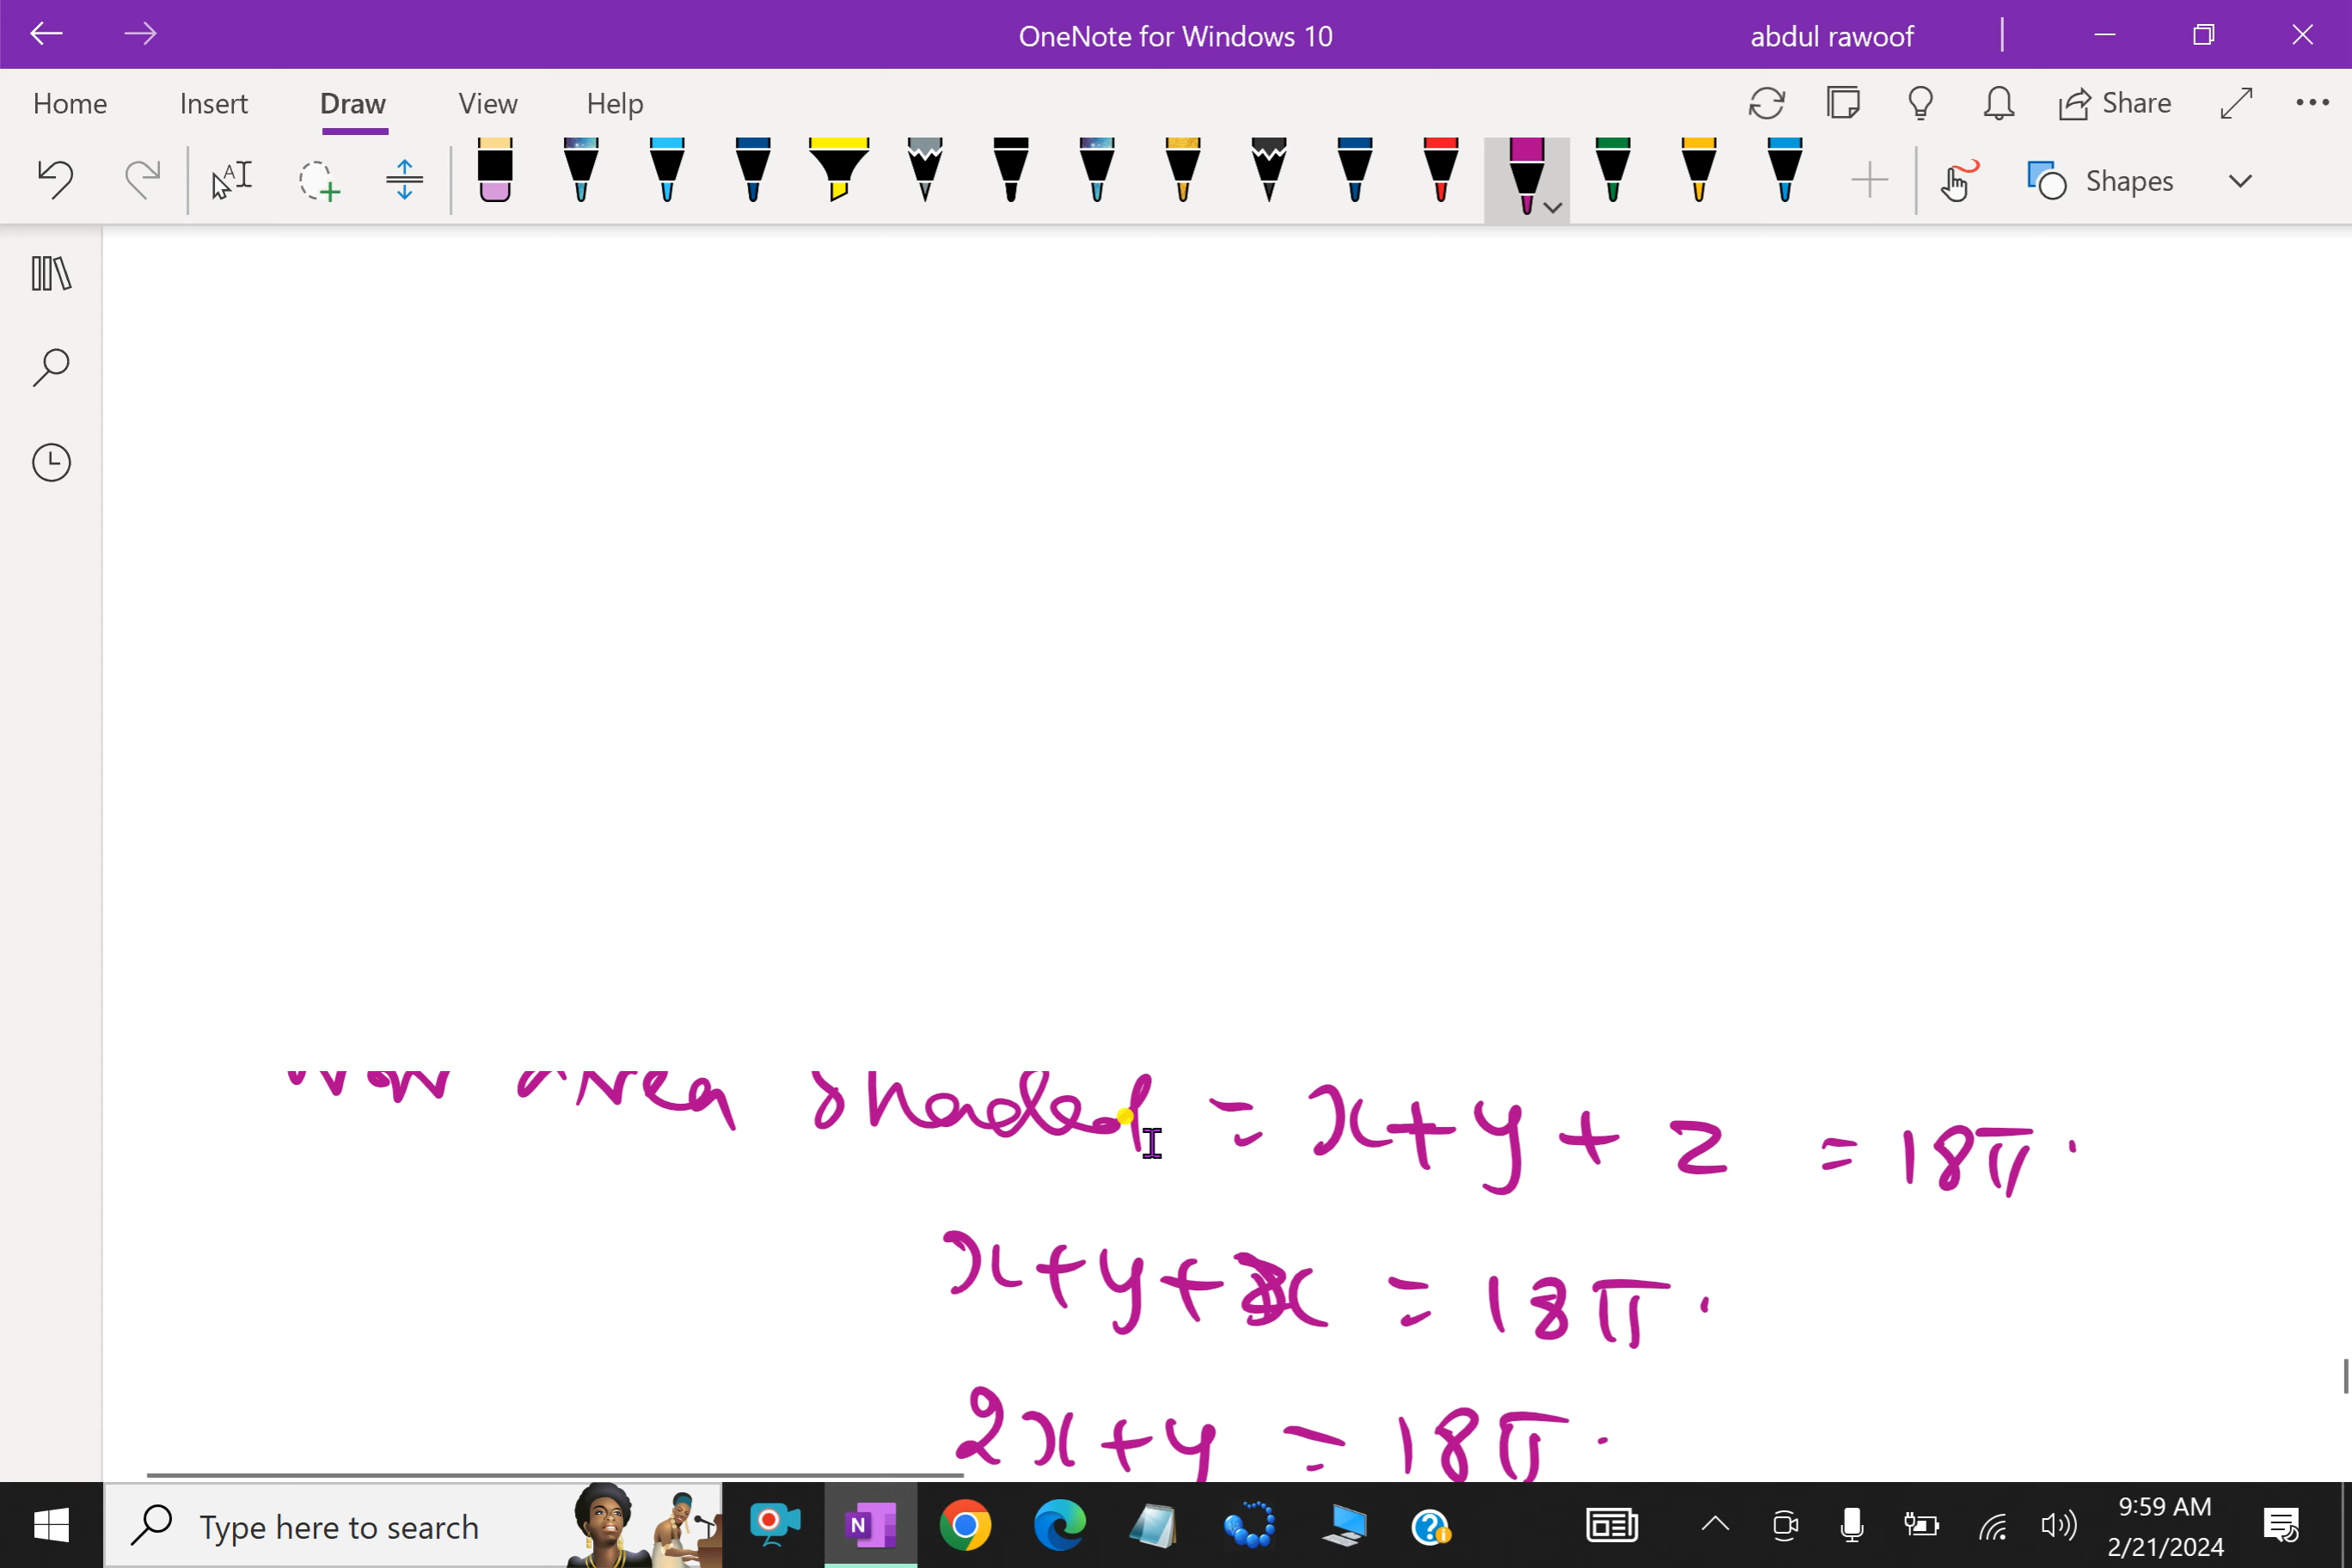 OneNote for Windows 10
abdul rawoof
Home Insert Draw View Help
Share
Shapes
Area shaded = x+y+z = 18π.
x+y+x = 18π.
2x+y = 18π.
Type here to search
9:59 AM
2/21/2024